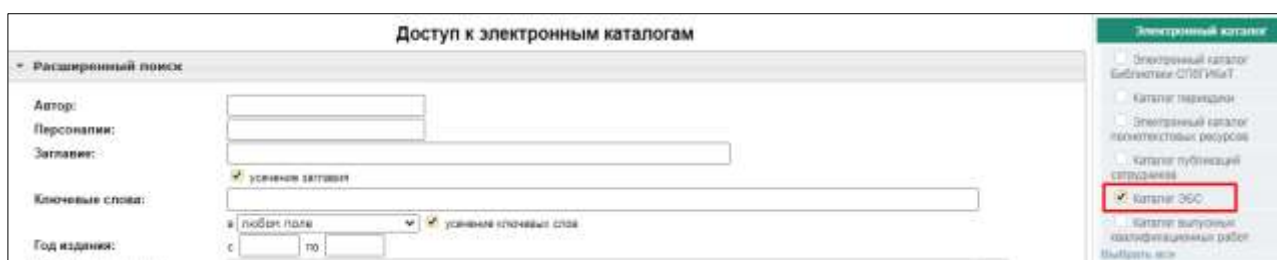 Доступ к электронным каталогам
Расширенный поиск
Автор:
Персоналии:
Заглавие:
усечение заглавия
Ключевые слова:
в любом поле усечение ключевых слов
Год издания:
с по
Электронный каталог
Электронный каталог
Библиотеки СПбГИКиТ
Каталог периодики
Электронный каталог
полнотекстовых ресурсов
Каталог публикаций
сотрудников
Каталог ЭБС
Каталог выпускных
квалификационных работ
Выбрать все